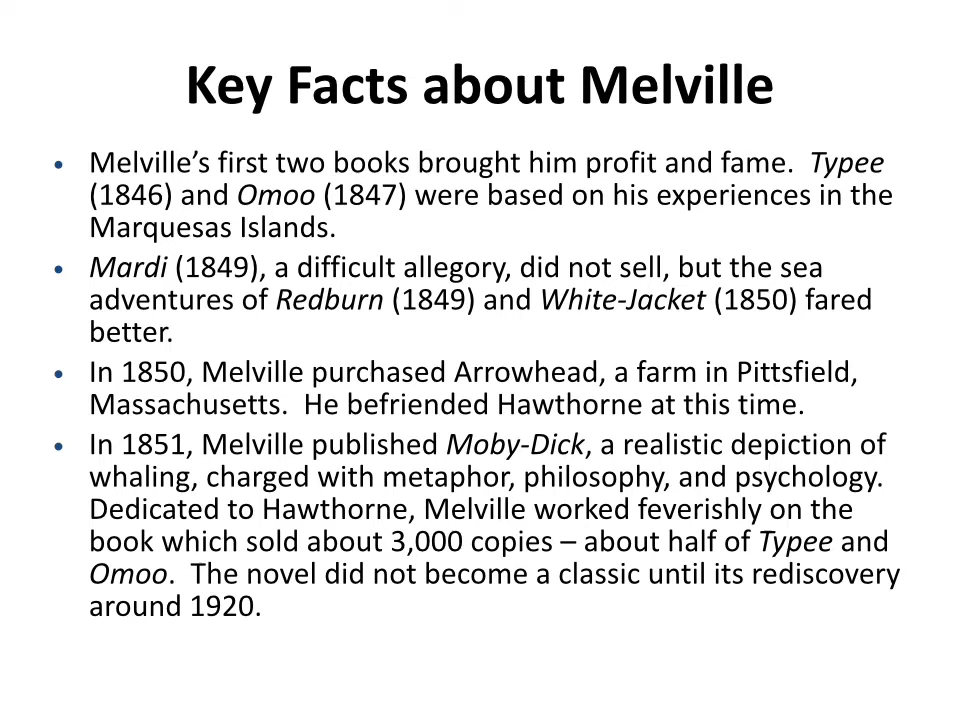 Key Facts about Melville
• Melville’s first two books brought him profit and fame.  Typee
(1846) and Omoo (1847) were based on his experiences in the
Marquesas Islands.
• Mardi (1849), a difficult allegory, did not sell, but the sea
adventures of Redburn (1849) and White-Jacket (1850) fared
better.
• In 1850, Melville purchased Arrowhead, a farm in Pittsfield,
Massachusetts.  He befriended Hawthorne at this time.
• In 1851, Melville published Moby-Dick, a realistic depiction of
whaling, charged with metaphor, philosophy, and psychology.
Dedicated to Hawthorne, Melville worked feverishly on the
book which sold about 3,000 copies – about half of Typee and
Omoo.  The novel did not become a classic until its rediscovery
around 1920.